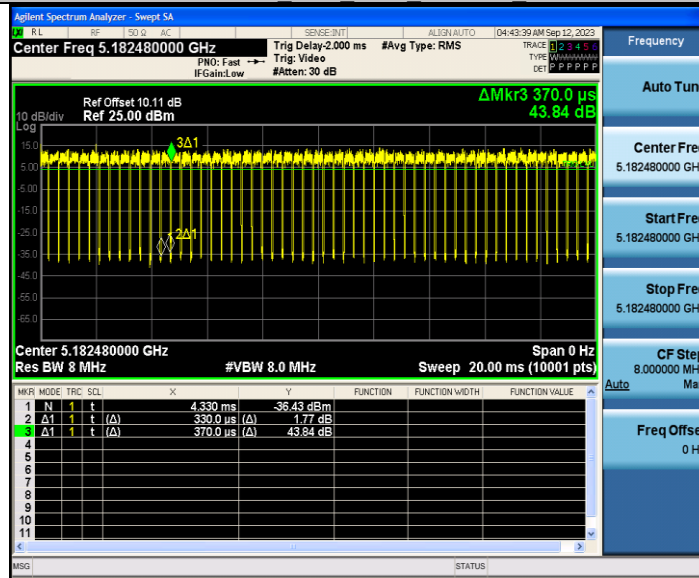 Agilent Spectrum Analyzer - Swept SA
RL RF 50 Ω AC SENSE:INT ALIGN AUTO 04:43:39 AM Sep 12, 2023
Center Freq 5.182480000 GHz
PNO: Fast
IFGain:Low
Trig Delay-2.000 ms
Trig: Video
#Atten: 30 dB
#Avg Type: RMS
TRACE 1 2 3 4 5 6
TYPE W
DET P P P P P P
ΔMkr3 370.0 µs
43.84 dB
Ref Offset 10.11 dB
10 dB/div Ref 25.00 dBm
Log
15.0
5.00
-5.00
-15.0
-25.0
-35.0
-45.0
-55.0
-65.0
3Δ1
2Δ1
Center 5.182480000 GHz Span 0 Hz
Res BW 8 MHz #VBW 8.0 MHz Sweep 20.00 ms (10001 pts)
MKR MODE TRC SCL X Y FUNCTION FUNCTION WIDTH FUNCTION VALUE
1 N 1 t 4.330 ms -36.43 dBm
2 Δ1 1 t (Δ) 330.0 µs (Δ) 1.77 dB
3 Δ1 1 t (Δ) 370.0 µs (Δ) 43.84 dB
4
5
6
7
8
9
10
11
MSG STATUS
Frequency
Auto Tun
Center Fre
5.182480000 GH
Start Fre
5.182480000 GH
Stop Fre
5.182480000 GH
CF Ste
8.000000 MH
Auto Ma
Freq Offse
0 H